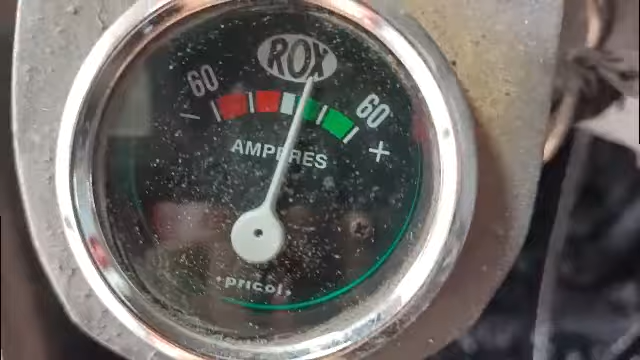 ROX
60 60
- +
AMPERES
pricol